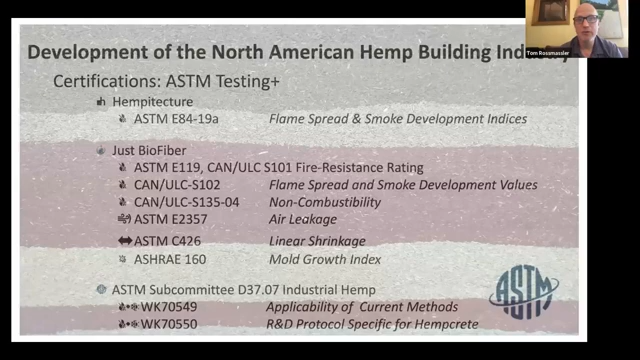 Development of the North American Hemp Building Indu
Tom Rossmassler
Certifications: ASTM Testing+
Hempitecture
ASTM E84-19a Flame Spread & Smoke Development Indices
Just BioFiber
ASTM E119, CAN/ULC S101 Fire-Resistance Rating
CAN/ULC-S102 Flame Spread and Smoke Development Values
CAN/ULC-S135-04 Non-Combustibility
ASTM E2357 Air Leakage
ASTM C426 Linear Shrinkage
ASHRAE 160 Mold Growth Index
ASTM Subcommittee D37.07 Industrial Hemp
WK70549 Applicability of Current Methods
WK70550 R&D Protocol Specific for Hempcrete
ASTM